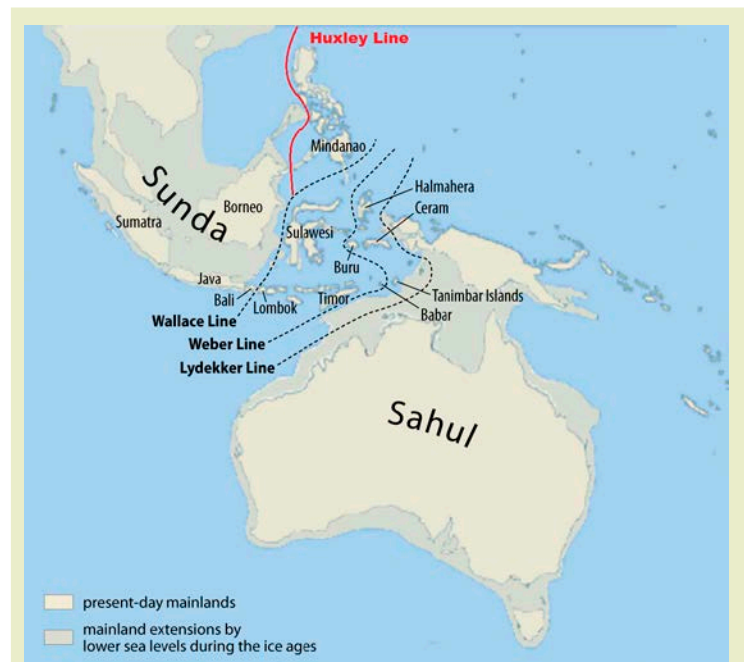 Huxley Line
Mindanao
Halmahera
Ceram
Sunda
Borneo
Sumatra
Sulawesi
Buru
Java
Bali
Lombok
Timor
Tanimbar Islands
Babar
Wallace Line
Weber Line
Lydekker Line
Sahul
present-day mainlands
mainland extensions by
lower sea levels during the ice ages